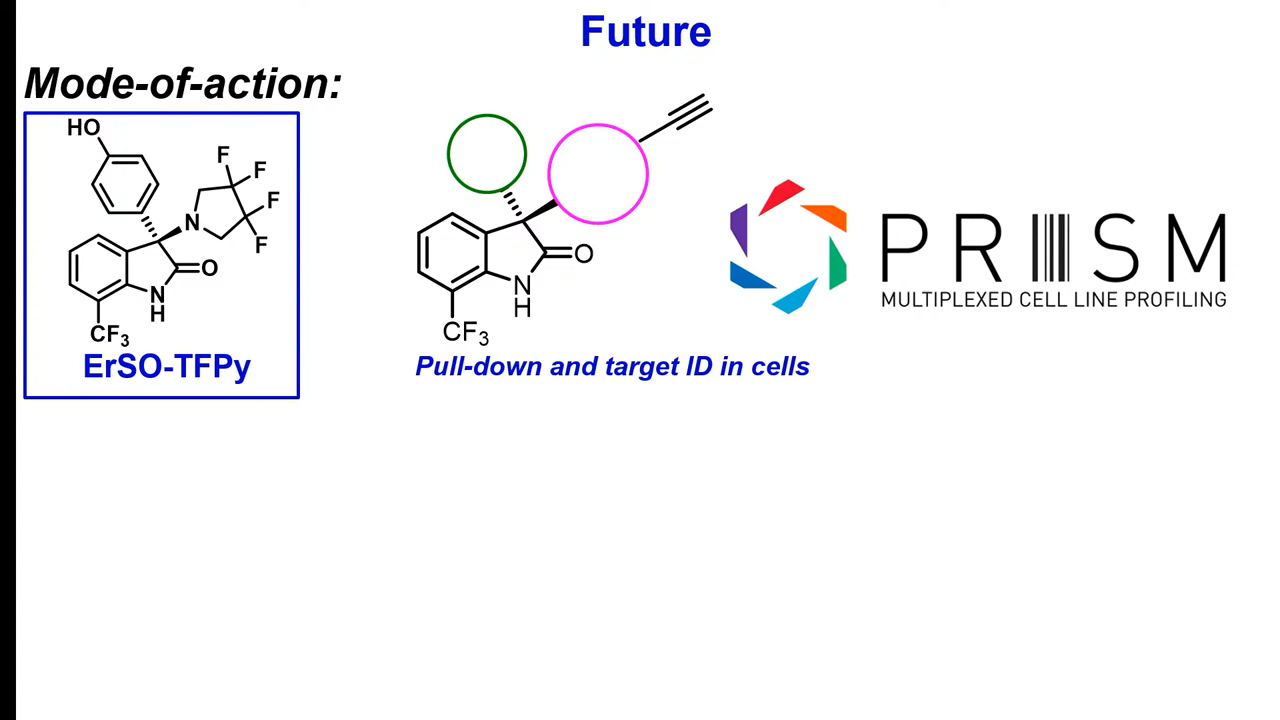 Future
Mode-of-action:
HO
F
F
F
F
N
O
N
H
CF3
ErSO-TFPy
O
N
H
CF3
Pull-down and target ID in cells
PRISM
MULTIPLEXED CELL LINE PROFILING